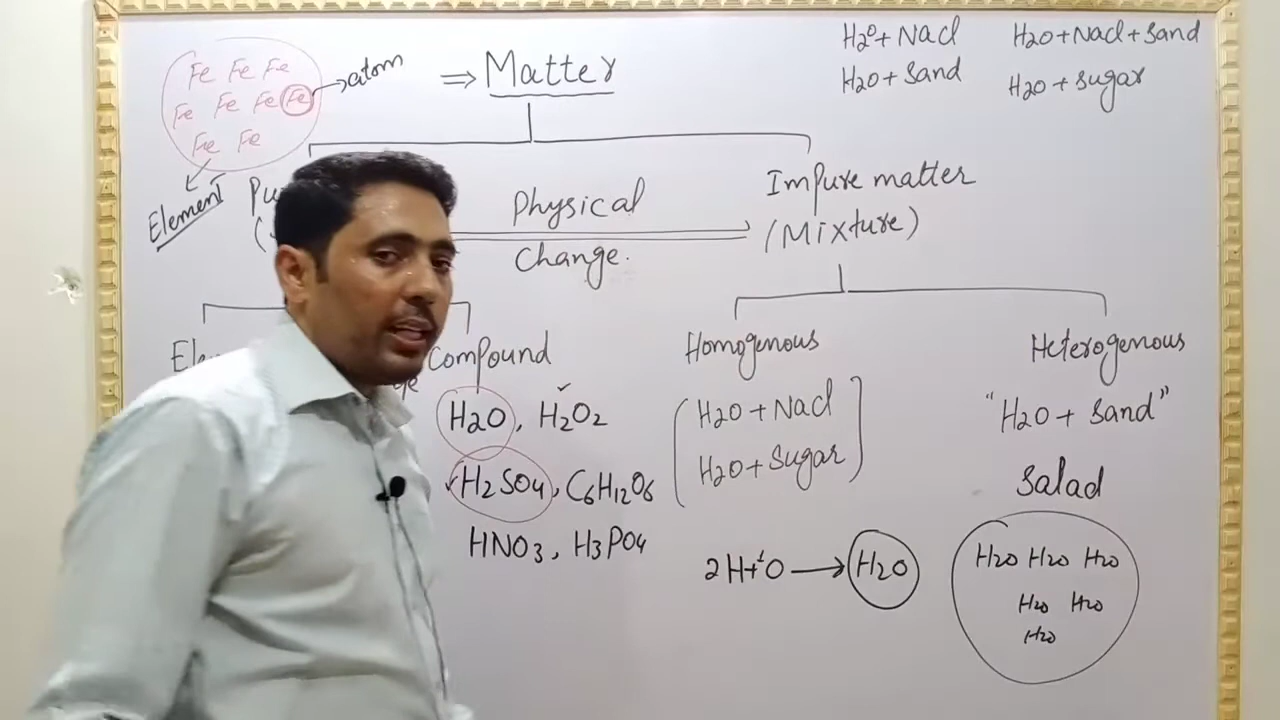 Fe Fe Fe
Fe Fe Fe Fe
Fe Fe
atom
Element
⇒ Matter
H2O + Nacl
H2O + Sand
H2O + Nacl + Sand
H2O + Sugar
Physical
Change.
Impure matter
(Mixture)
Compound
H2O, H2O2
H2SO4, C6H12O6
HNO3, H3PO4
Homogenous
H2O + Nacl
H2O + Sugar
2H + 1O → H2O
Heterogenous
"H2O + Sand"
Salad
H2O H2O H2O
H2O H2O
H2O